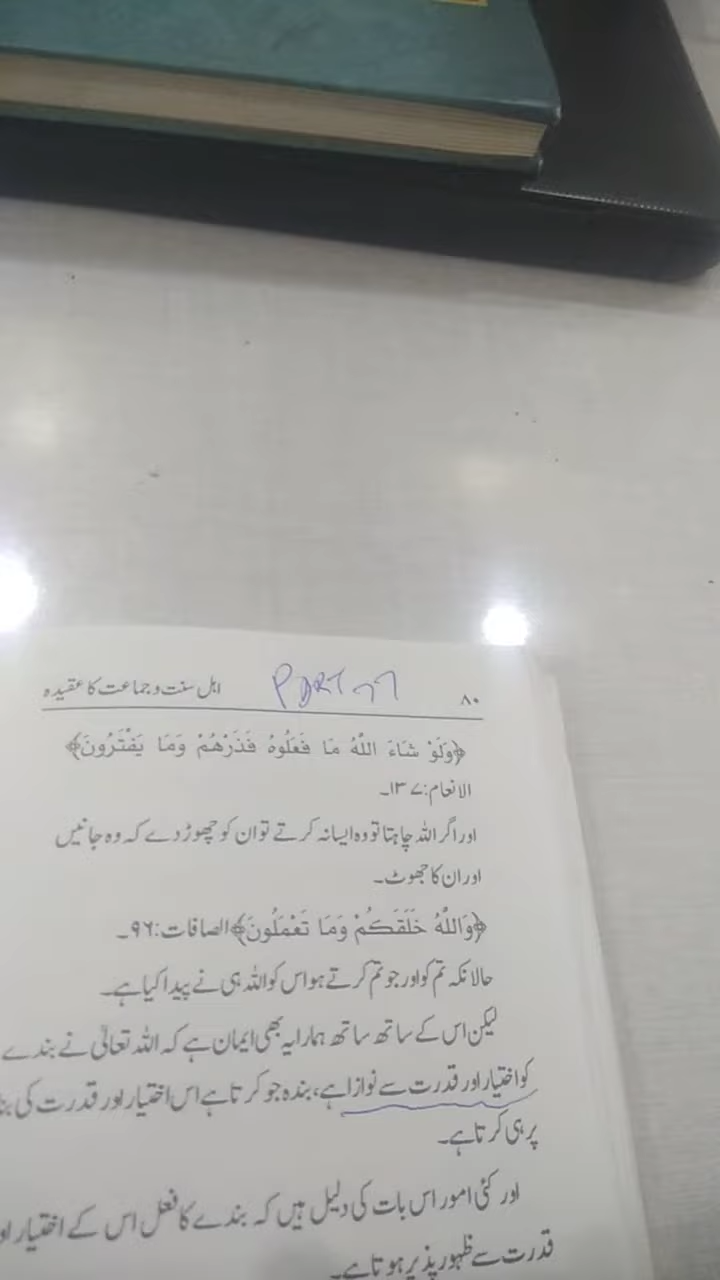 ۸۰ PART 77 اہل سنت و جماعت کا عقیدہ
﴿وَلَوْ شَاءَ اللَّهُ مَا فَعَلُوهُ فَذَرْهُمْ وَمَا يَفْتَرُونَ﴾
الانعام:۱۳۷۔
اور اگر اللہ چاہتا تو وہ ایسا نہ کرتے تو ان کو چھوڑ دے کہ وہ جانیں
اور ان کا جھوٹ۔
﴿وَاللَّهُ خَلَقَكُمْ وَمَا تَعْمَلُونَ﴾ الصافات:۹۶۔
حالانکہ تم کو اور جو تم کرتے ہو اس کو اللہ ہی نے پیدا کیا ہے۔
لیکن اس کے ساتھ ساتھ ہمارا یہ بھی ایمان ہے کہ اللہ تعالیٰ نے بندے
کو اختیار اور قدرت سے نوازا ہے، بندہ جو کرتا ہے اس اختیار اور قدرت کی
پر ہی کرتا ہے۔
اور کئی امور اس بات کی دلیل ہیں کہ بندے کا فعل اس کے اختیار
قدرت سے ظہور پذیر ہوتا ہے۔